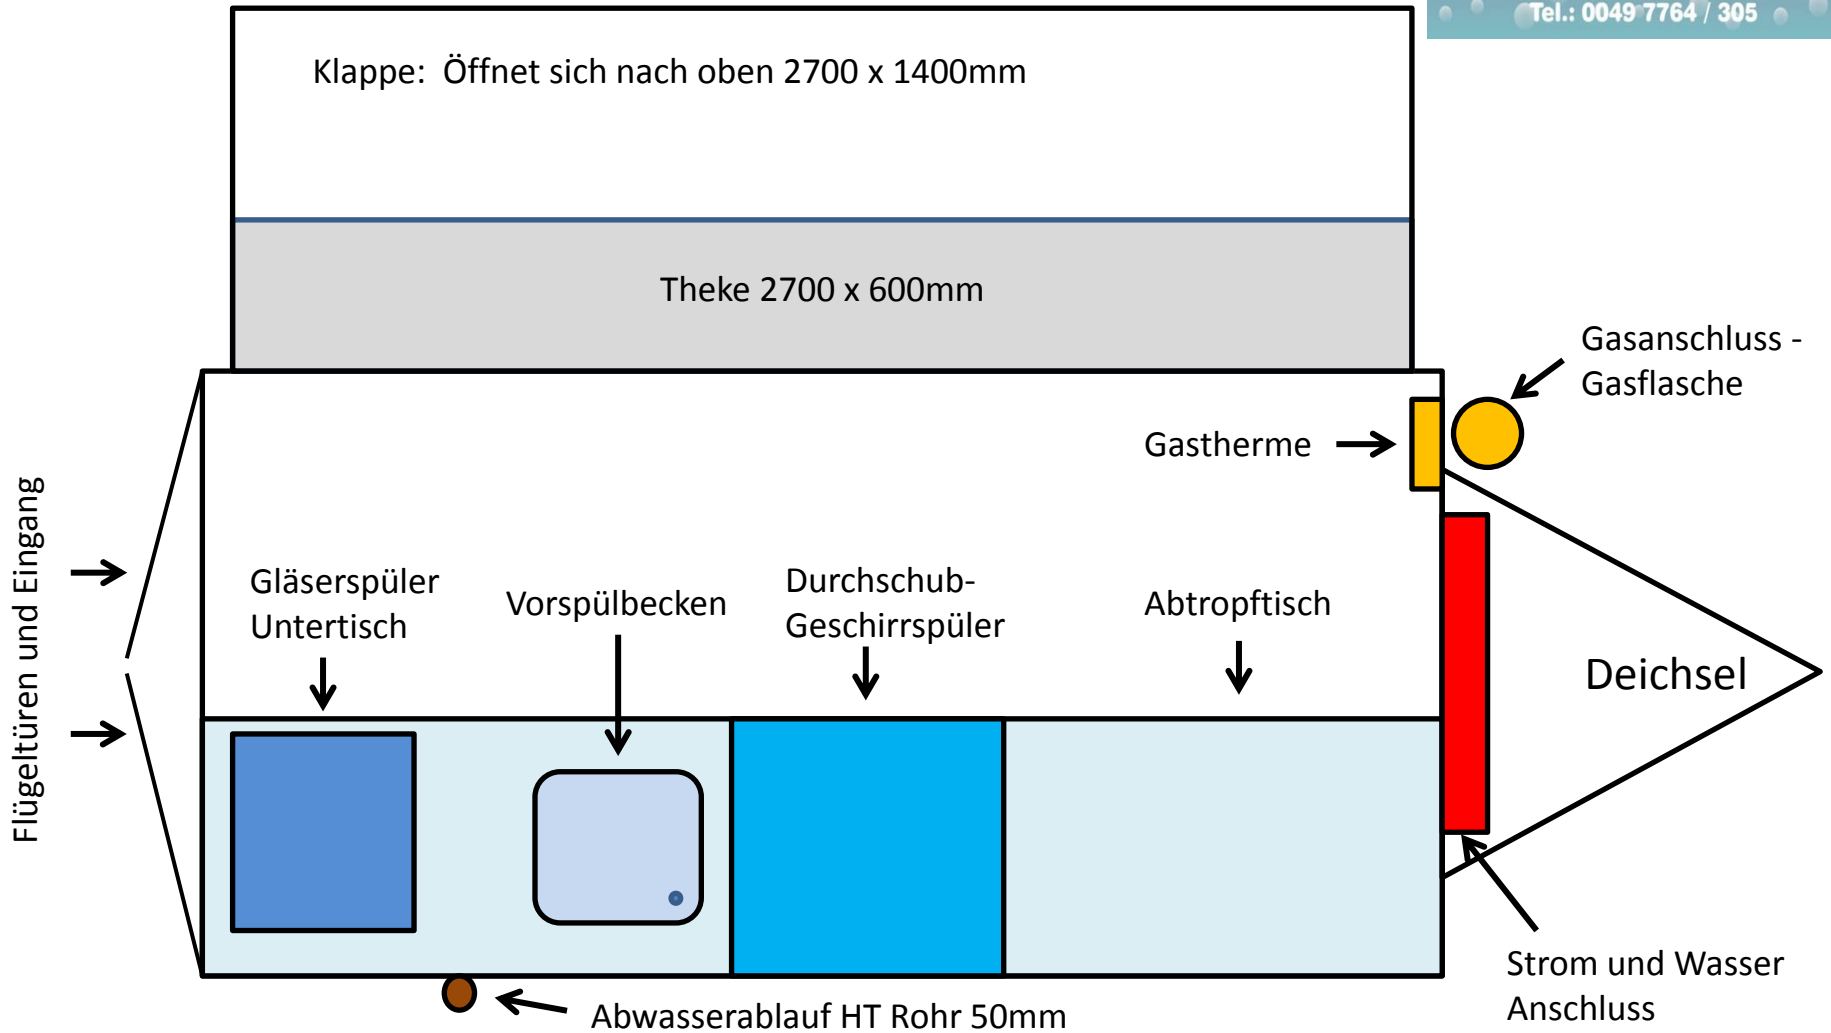 Tel.: 0049 7764 / 305
Klappe: Öffnet sich nach oben 2700 x 1400mm
Theke 2700 x 600mm
Gasanschluss -
Gasflasche
Gastherme
Flügeltüren und Eingang
Gläserspüler
Untertisch
Vorspülbecken
Durchschub-
Geschirrspüler
Abtropftisch
Deichsel
Strom und Wasser
Anschluss
Abwasserablauf HT Rohr 50mm